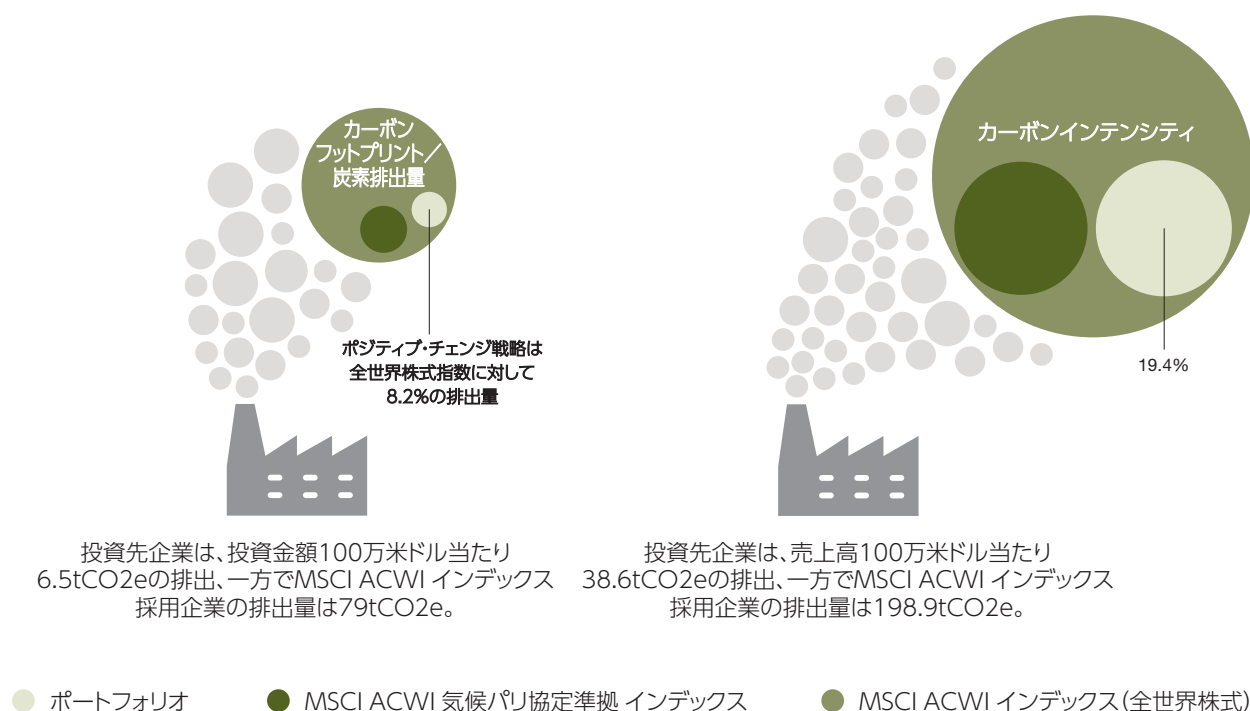 カーボン
フットプリント／
炭素排出量
ポジティブ・チェンジ戦略は
全世界株式指数に対して
8.2%の排出量
投資先企業は、投資金額100万米ドル当たり
6.5tCO2eの排出、一方でMSCI ACWI インデックス
採用企業の排出量は79tCO2e。
カーボンインテンシティ
19.4%
投資先企業は、売上高100万米ドル当たり
38.6tCO2eの排出、一方でMSCI ACWI インデックス
採用企業の排出量は198.9tCO2e。
ポートフォリオ
MSCI ACWI 気候パリ協定準拠 インデックス
MSCI ACWI インデックス（全世界株式）